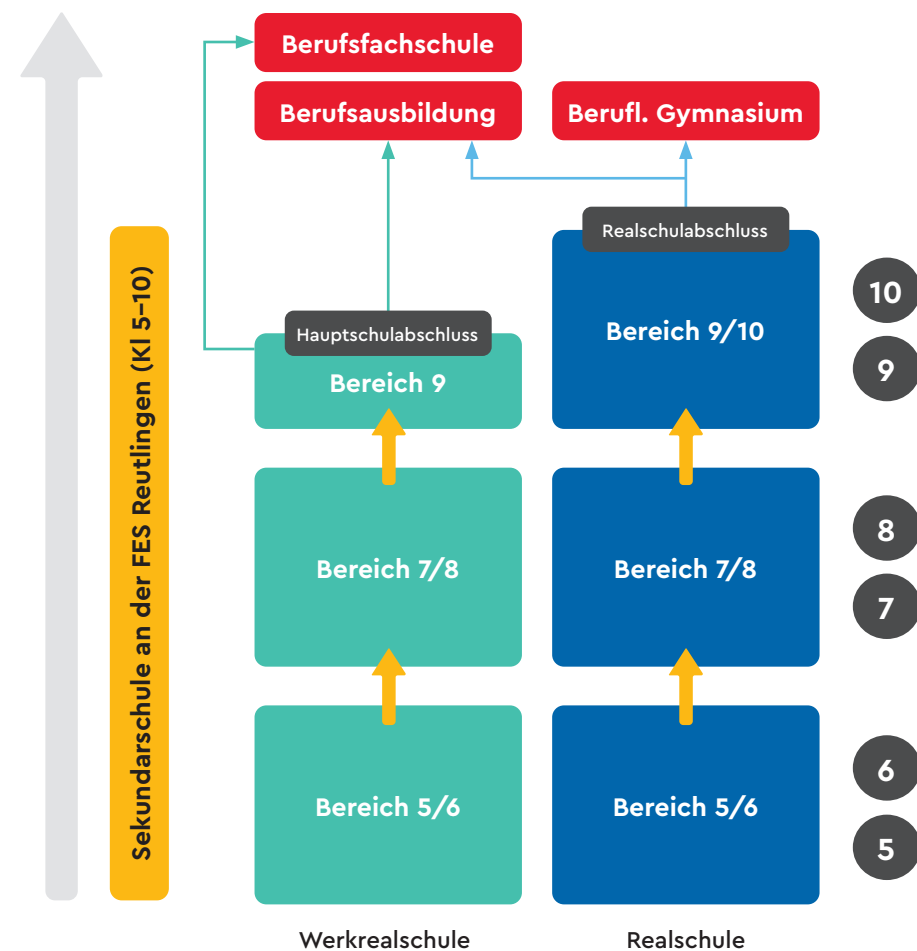 Berufsfachschule
Berufsausbildung
Berufl. Gymnasium
Realschulabschluss
Bereich 9/10
10
9
Hauptschulabschluss
Bereich 9
Sekundarschule an der FES Reutlingen (Kl 5–10)
Bereich 7/8
Bereich 7/8
8
7
Bereich 5/6
Bereich 5/6
6
5
Werkrealschule
Realschule